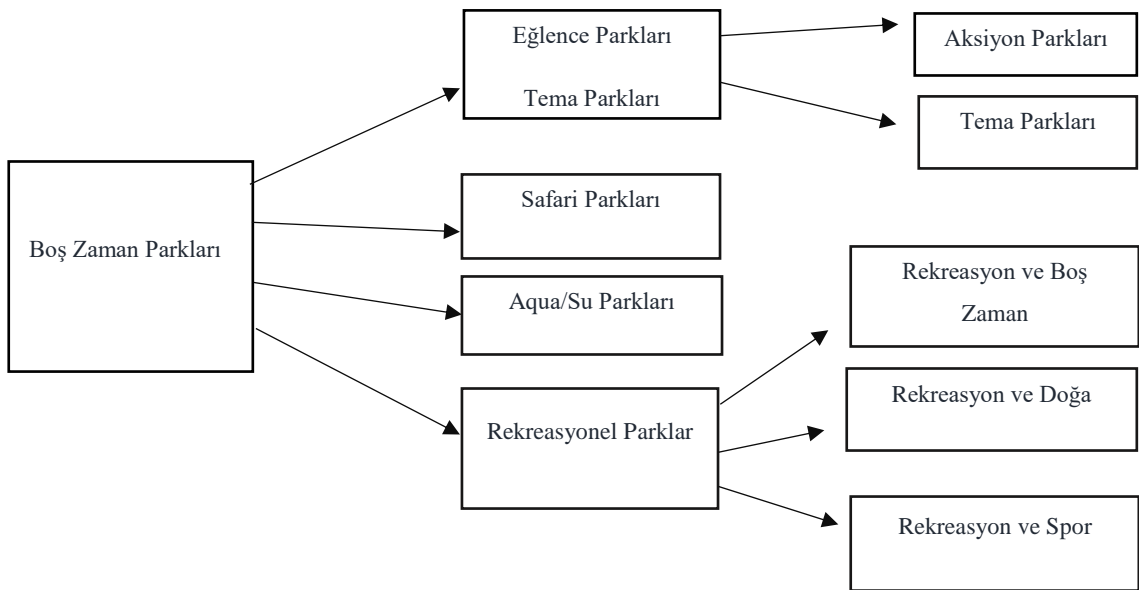 Boş Zaman Parkları
Eğlence Parkları
Tema Parkları
Safari Parkları
Aqua/Su Parkları
Rekreasyonel Parklar
Aksiyon Parkları
Tema Parkları
Rekreasyon ve Boş
Zaman
Rekreasyon ve Doğa
Rekreasyon ve Spor